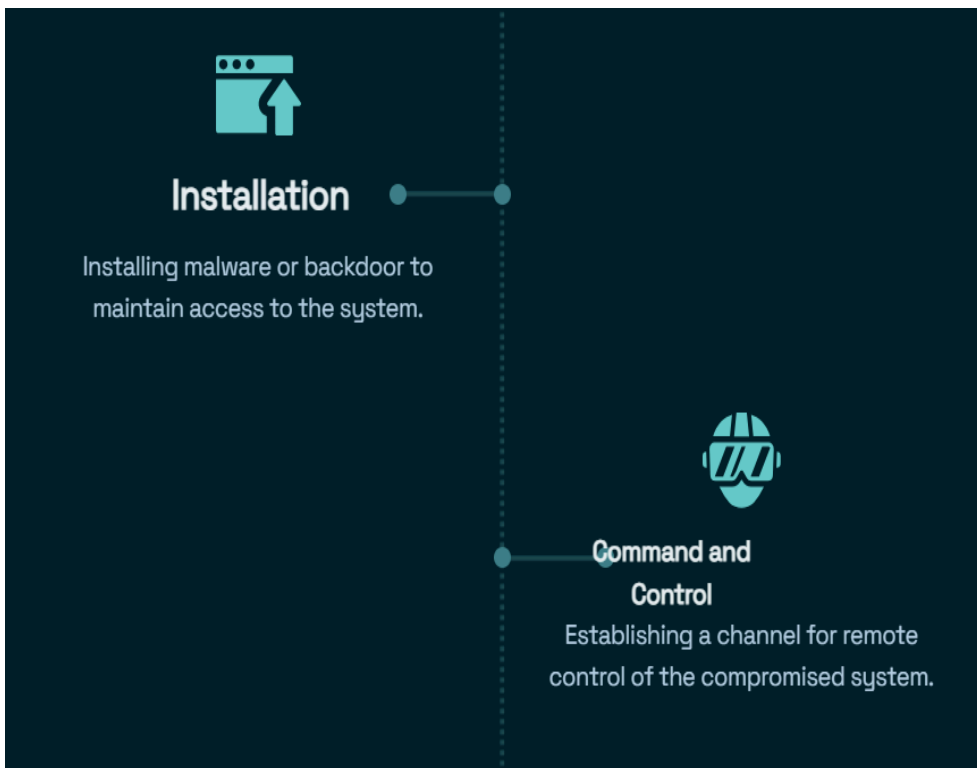 Installation
Installing malware or backdoor to
maintain access to the system.
Command and
Control
Establishing a channel for remote
control of the compromised system.